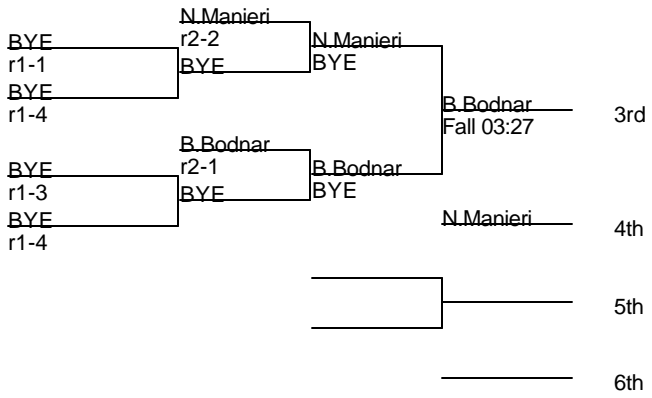 N.Manieri
BYE
r2-2
N.Manieri
r1-1
BYE
BYE
BYE
r1-4
B.Bodnar
3rd
Fall 03:27
B.Bodnar
BYE
r2-1
B.Bodnar
r1-3
BYE
BYE
BYE
r1-4
N.Manieri
4th
5th
6th